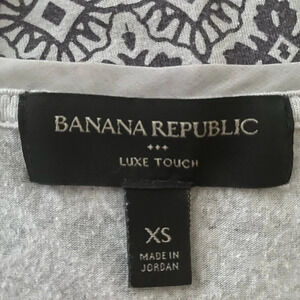 BANANA REPUBLIC
LUXE TOUCH
XS
MADE IN
JORDAN